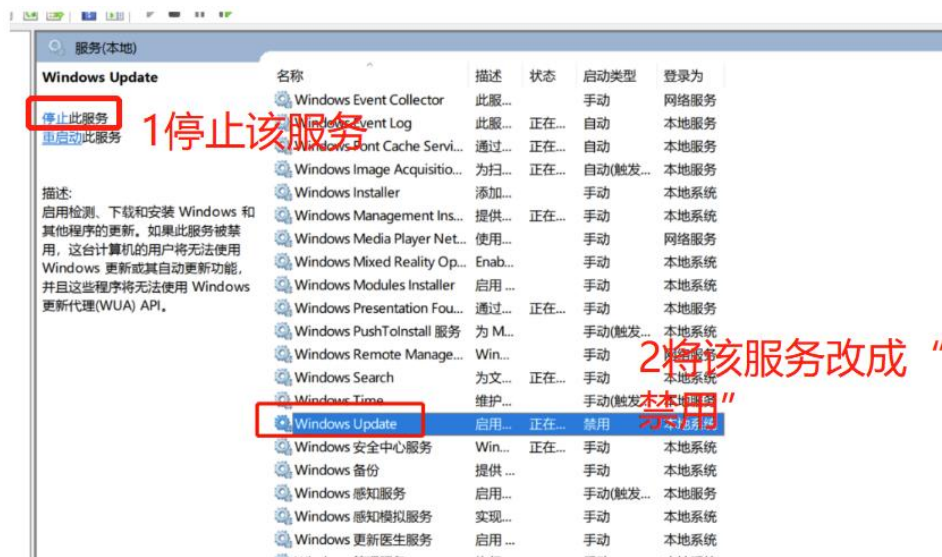 服务(本地)
Windows Update
停止此服务
重启动此服务
描述:
启用检测、下载和安装 Windows 和
其他程序的更新。如果此服务被禁
用，这台计算机的用户将无法使用
Windows 更新或其自动更新功能，
并且这些程序将无法使用 Windows
更新代理(WUA) API。
1停止该服务
名称 描述 状态 启动类型 登录为
Windows Event Collector 此服... 手动 网络服务
Windows Event Log 此服... 正在... 自动 本地服务
Windows Font Cache Servi... 通过... 正在... 自动 本地服务
Windows Image Acquisitio... 为扫... 正在... 自动(触发... 本地服务
Windows Installer 添加... 手动 本地系统
Windows Management Ins... 提供... 正在... 手动 本地系统
Windows Media Player Net... 使用... 手动 网络服务
Windows Mixed Reality Op... Enab... 手动 本地系统
Windows Modules Installer 启用 ... 手动 本地系统
Windows Presentation Fou... 通过... 正在... 手动 本地服务
Windows PushToInstall 服务 为 M... 手动(触发... 本地系统
Windows Remote Manage... Win... 手动 网络服务
Windows Search 为文... 正在... 手动 本地系统
Windows Time 维护... 手动(触发 本地服务
Windows Update 启用... 正在... 禁用 本地系统
Windows 安全中心服务 Win... 正在... 手动 本地系统
Windows 备份 提供 ... 手动 本地系统
Windows 感知服务 启用... 手动(触发... 本地服务
Windows 感知模拟服务 实现... 手动 本地系统
Windows 更新医生服务 启用 ... 手动 本地系统
2将该服务改成“
禁用”